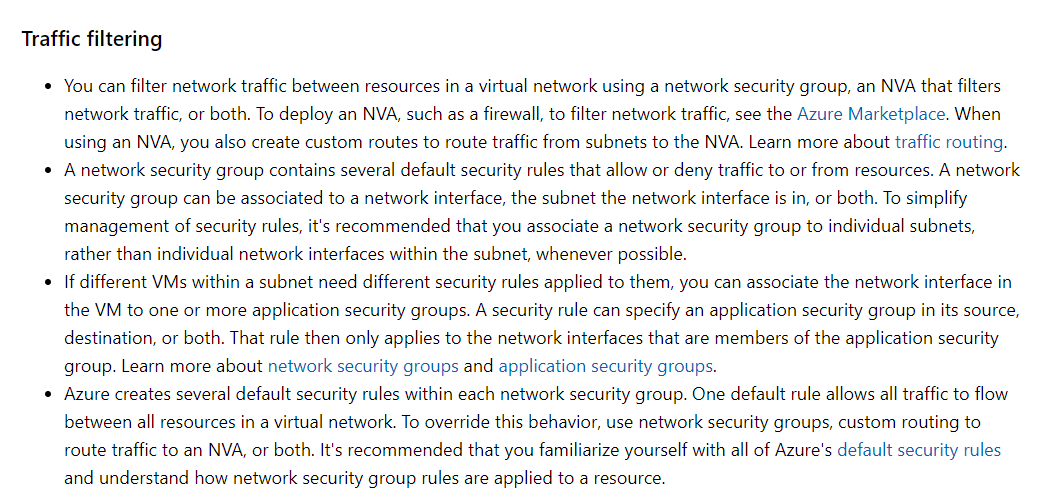 Traffic filtering
• You can filter network traffic between resources in a virtual network using a network security group, an NVA that filters
network traffic, or both. To deploy an NVA, such as a firewall, to filter network traffic, see the Azure Marketplace. When
using an NVA, you also create custom routes to route traffic from subnets to the NVA. Learn more about traffic routing.
• A network security group contains several default security rules that allow or deny traffic to or from resources. A network
security group can be associated to a network interface, the subnet the network interface is in, or both. To simplify
management of security rules, it's recommended that you associate a network security group to individual subnets,
rather than individual network interfaces within the subnet, whenever possible.
• If different VMs within a subnet need different security rules applied to them, you can associate the network interface in
the VM to one or more application security groups. A security rule can specify an application security group in its source,
destination, or both. That rule then only applies to the network interfaces that are members of the application security
group. Learn more about network security groups and application security groups.
• Azure creates several default security rules within each network security group. One default rule allows all traffic to flow
between all resources in a virtual network. To override this behavior, use network security groups, custom routing to
route traffic to an NVA, or both. It's recommended that you familiarize yourself with all of Azure's default security rules
and understand how network security group rules are applied to a resource.